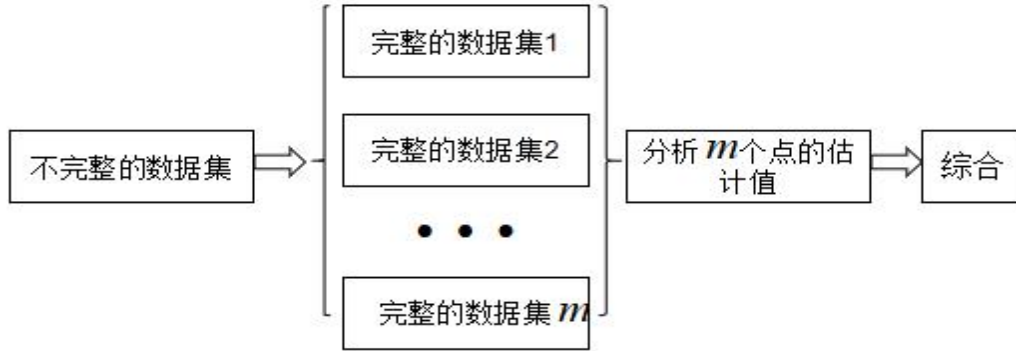 不完整的数据集
完整的数据集1
完整的数据集2
• • •
完整的数据集 m
分析 m 个点的估
计值
综合